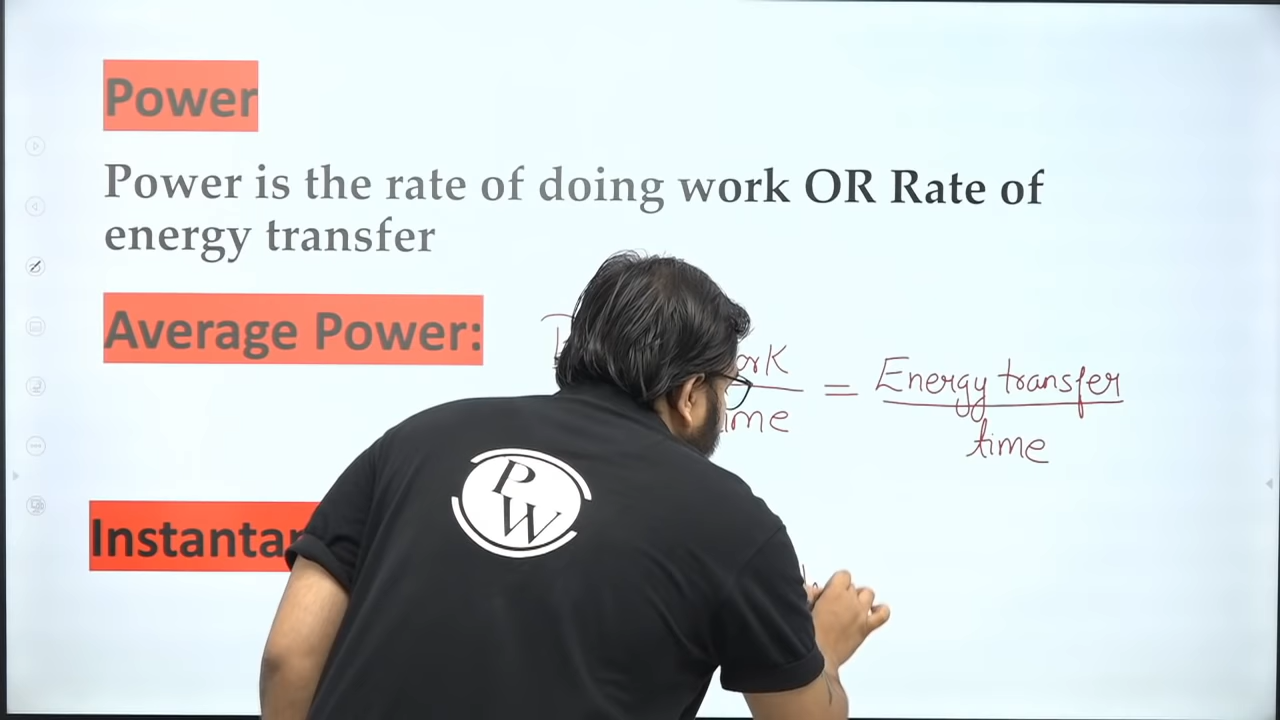 Power
Power is the rate of doing work OR Rate of
energy transfer
Average Power:
= Energy transfer
time
PW